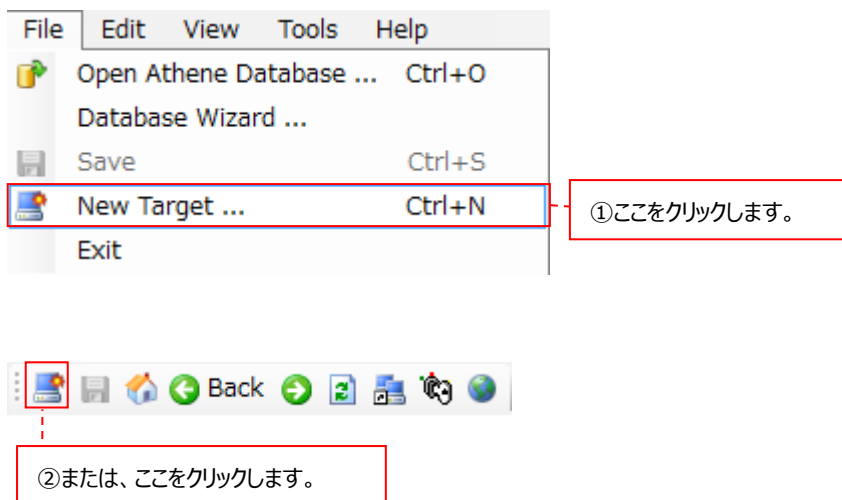 File Edit View Tools Help
Open Athene Database ... Ctrl+O
Database Wizard ...
Save Ctrl+S
New Target ... Ctrl+N
①ここをクリックします。
Exit
Back
②または、ここをクリックします。